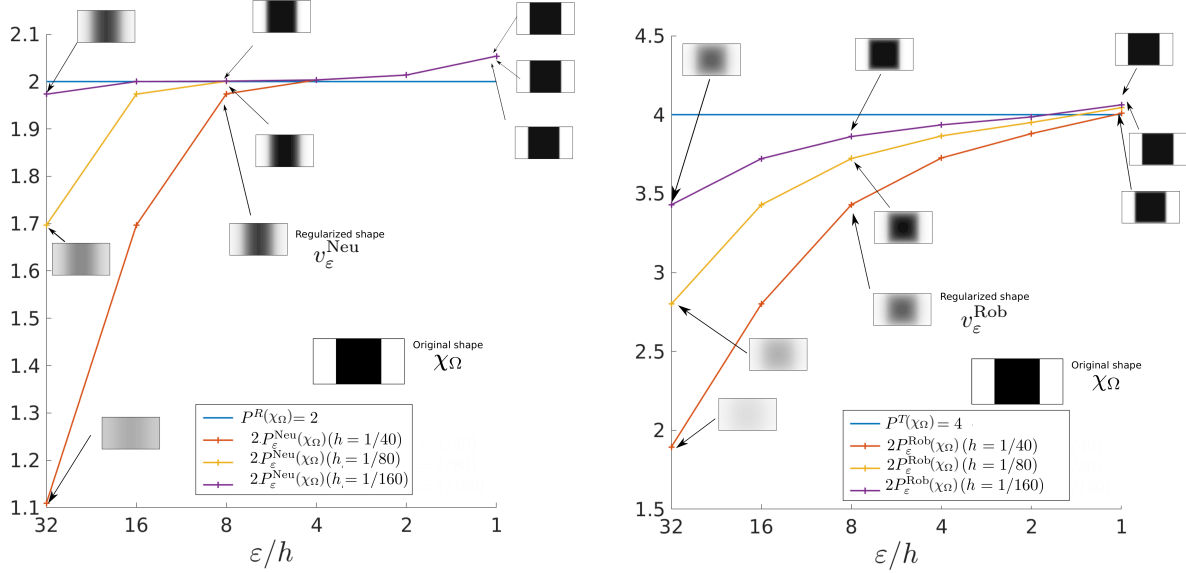 2.1
2
1.9
1.8
1.7
1.6
1.5
1.4
1.3
1.2
1.1
32 16 8 4 2 1
ε/h
Regularized shape
v_ε^Neu
Original shape
χ_Ω
P^R(χ_Ω) = 2
2P_ε^Neu(χ_Ω)(h = 1/40)
2P_ε^Neu(χ_Ω)(h = 1/80)
2P_ε^Neu(χ_Ω)(h = 1/160)
4.5
4
3.5
3
2.5
2
1.5
32 16 8 4 2 1
ε/h
Regularized shape
v_ε^Rob
Original shape
χ_Ω
P^T(χ_Ω) = 4
2P_ε^Rob(χ_Ω)(h = 1/40)
2P_ε^Rob(χ_Ω)(h = 1/80)
2P_ε^Rob(χ_Ω)(h = 1/160)